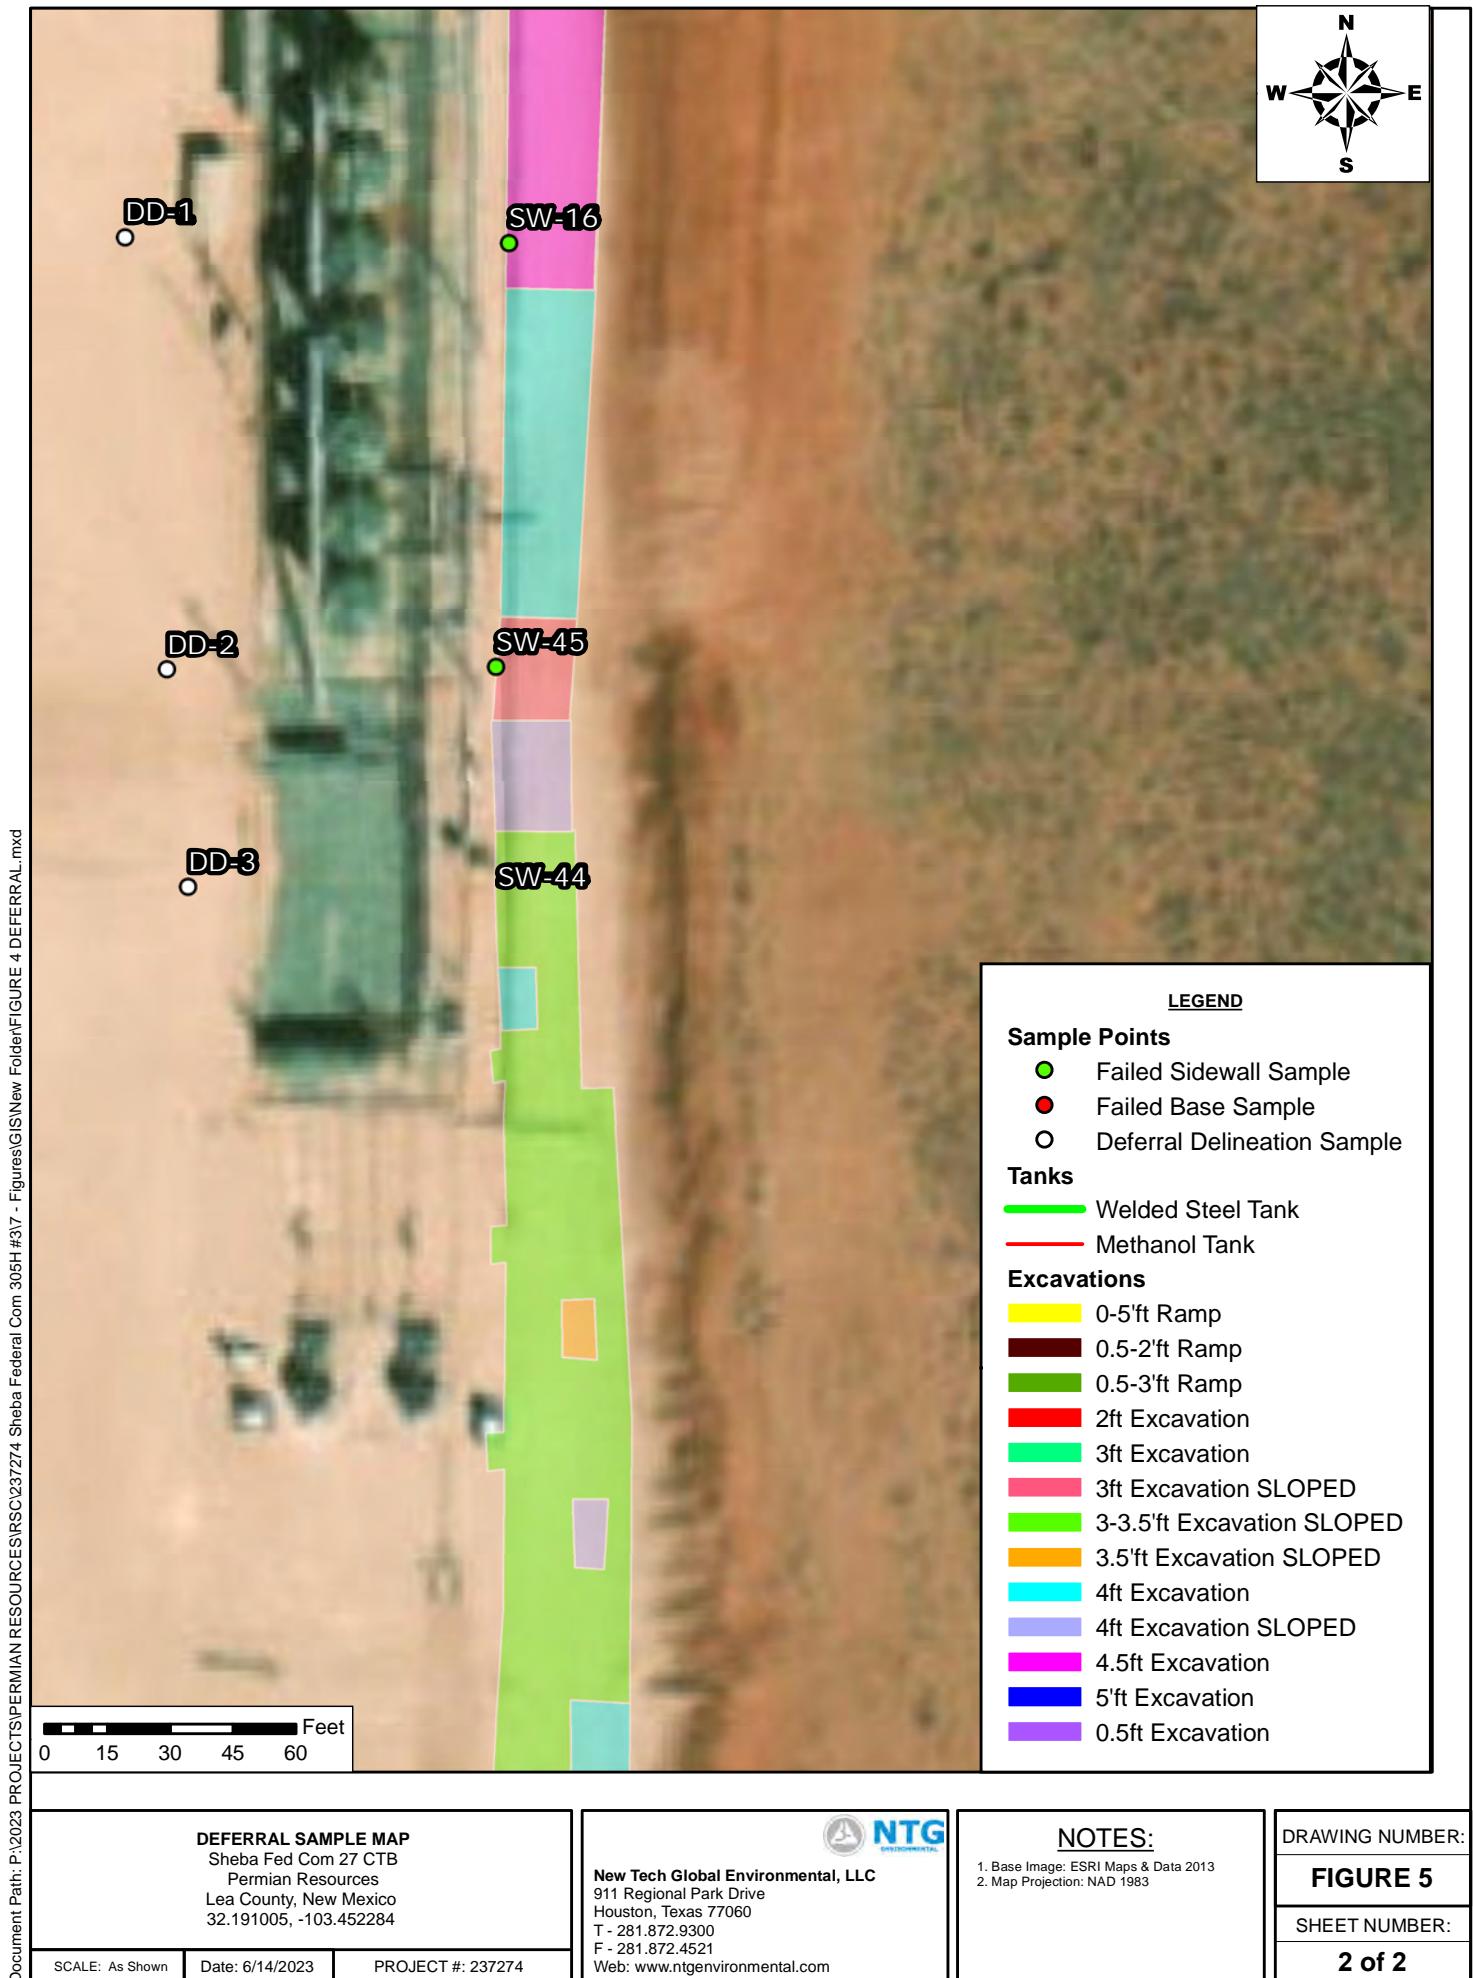 N
W E
S
DD-1
SW-16
DD-2
SW-45
DD-3
SW-44
LEGEND
Sample Points
Failed Sidewall Sample
Failed Base Sample
Deferral Delineation Sample
Tanks
Welded Steel Tank
Methanol Tank
Excavations
0-5'ft Ramp
0.5-2'ft Ramp
0.5-3'ft Ramp
2ft Excavation
3ft Excavation
3ft Excavation SLOPED
3-3.5'ft Excavation SLOPED
3.5'ft Excavation SLOPED
4ft Excavation
4ft Excavation SLOPED
4.5ft Excavation
5'ft Excavation
0.5ft Excavation
Feet
0 15 30 45 60
Document Path: P:\2023 PROJECTS\PERMIAN RESOURCES\RSC\237274 Sheba Federal Com 305H #3\7 - Figures\GIS\New Folder\FIGURE 4 DEFERRAL.mxd
DEFERRAL SAMPLE MAP
Sheba Fed Com 27 CTB
Permian Resources
Lea County, New Mexico
32.191005, -103.452284
SCALE: As Shown
Date: 6/14/2023
PROJECT #: 237274
NTG
ENVIRONMENTAL
New Tech Global Environmental, LLC
911 Regional Park Drive
Houston, Texas 77060
T - 281.872.9300
F - 281.872.4521
Web: www.ntgenvironmental.com
NOTES:
1. Base Image: ESRI Maps & Data 2013
2. Map Projection: NAD 1983
DRAWING NUMBER:
FIGURE 5
SHEET NUMBER:
2 of 2